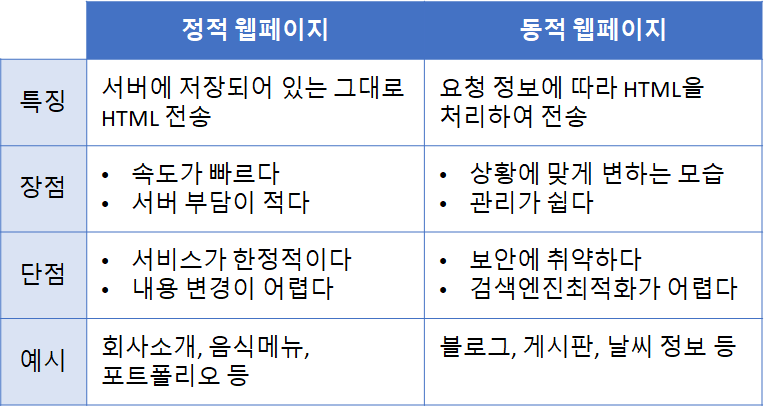 정적 웹페이지
동적 웹페이지
특징
서버에 저장되어 있는 그대로
HTML 전송
요청 정보에 따라 HTML을
처리하여 전송
장점
• 속도가 빠르다
• 서버 부담이 적다
• 상황에 맞게 변하는 모습
• 관리가 쉽다
단점
• 서비스가 한정적이다
• 내용 변경이 어렵다
• 보안에 취약하다
• 검색엔진최적화가 어렵다
예시
회사소개, 음식메뉴,
포트폴리오 등
블로그, 게시판, 날씨 정보 등